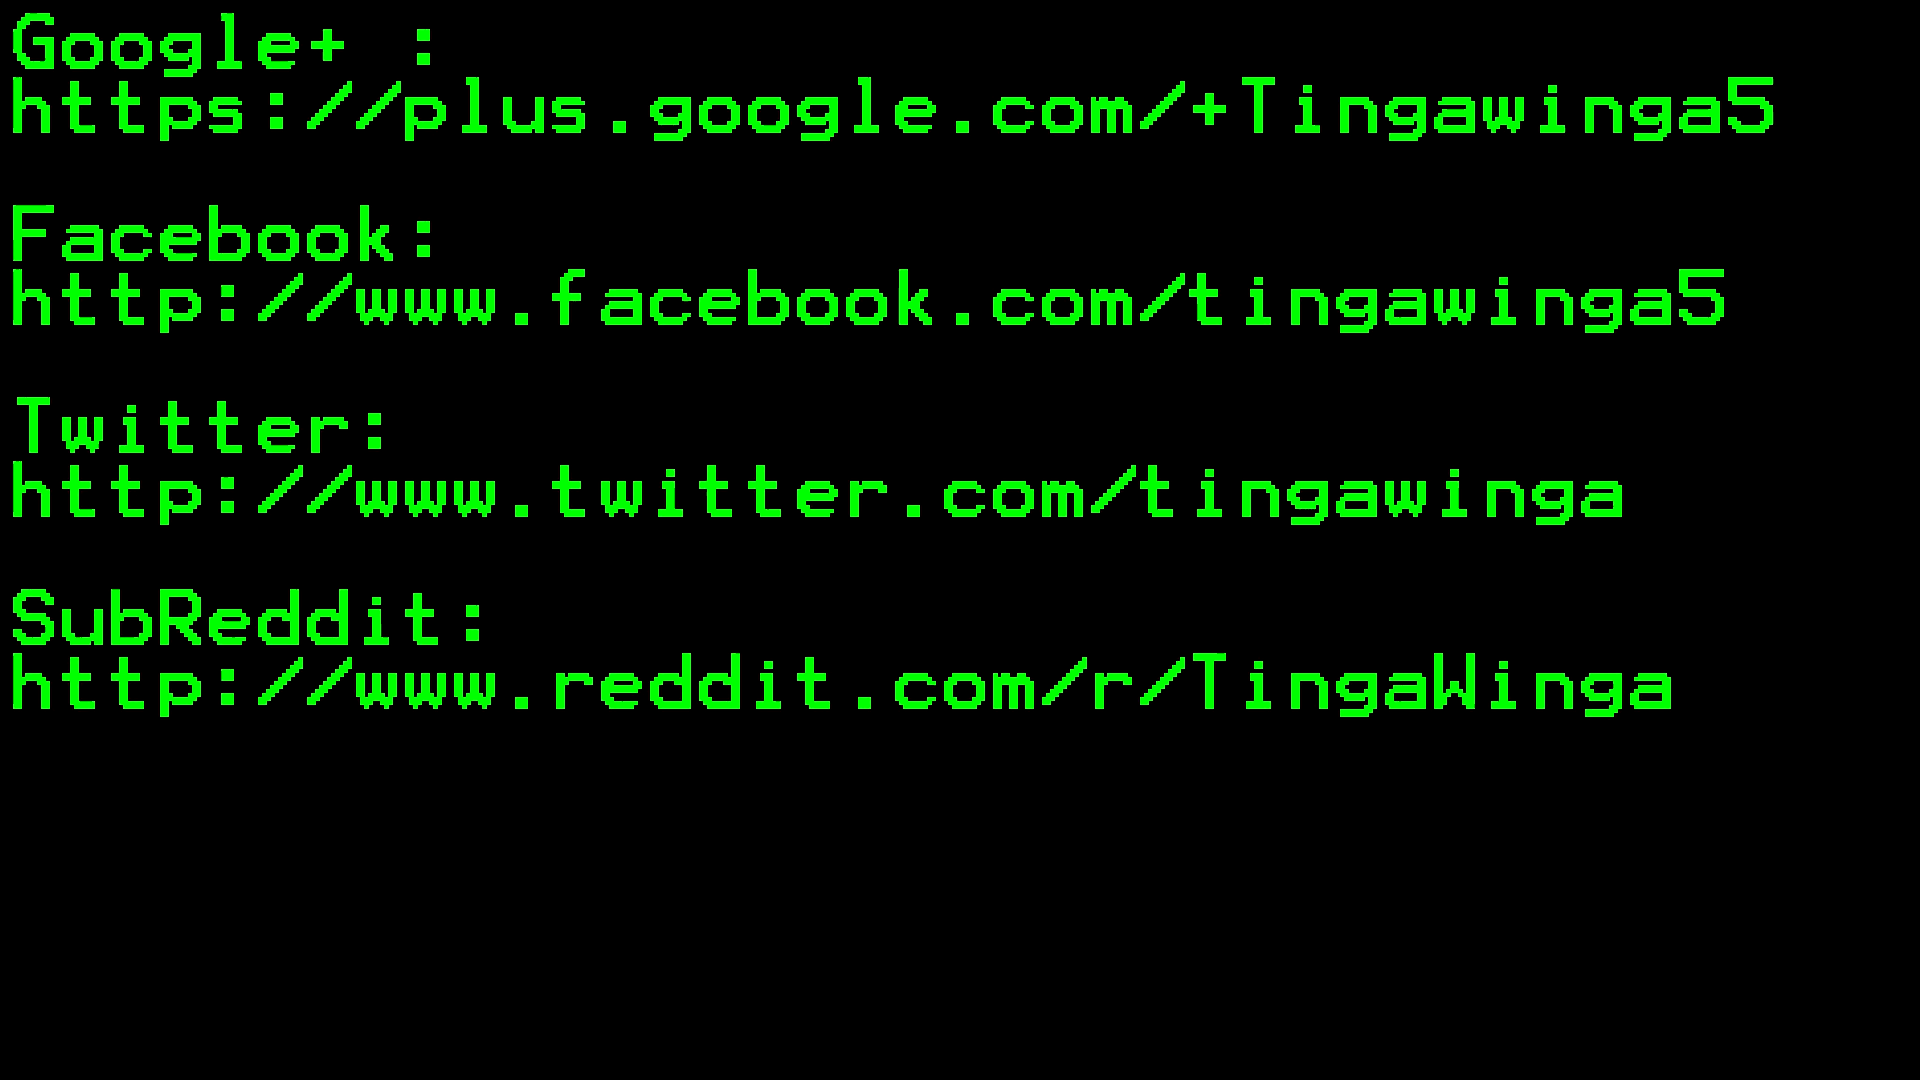 Google+ :
https://plus.google.com/+Tingawinga5
Facebook:
http://www.facebook.com/tingawinga5
Twitter:
http://www.twitter.com/tingawinga
SubReddit:
http://www.reddit.com/r/TingaWinga